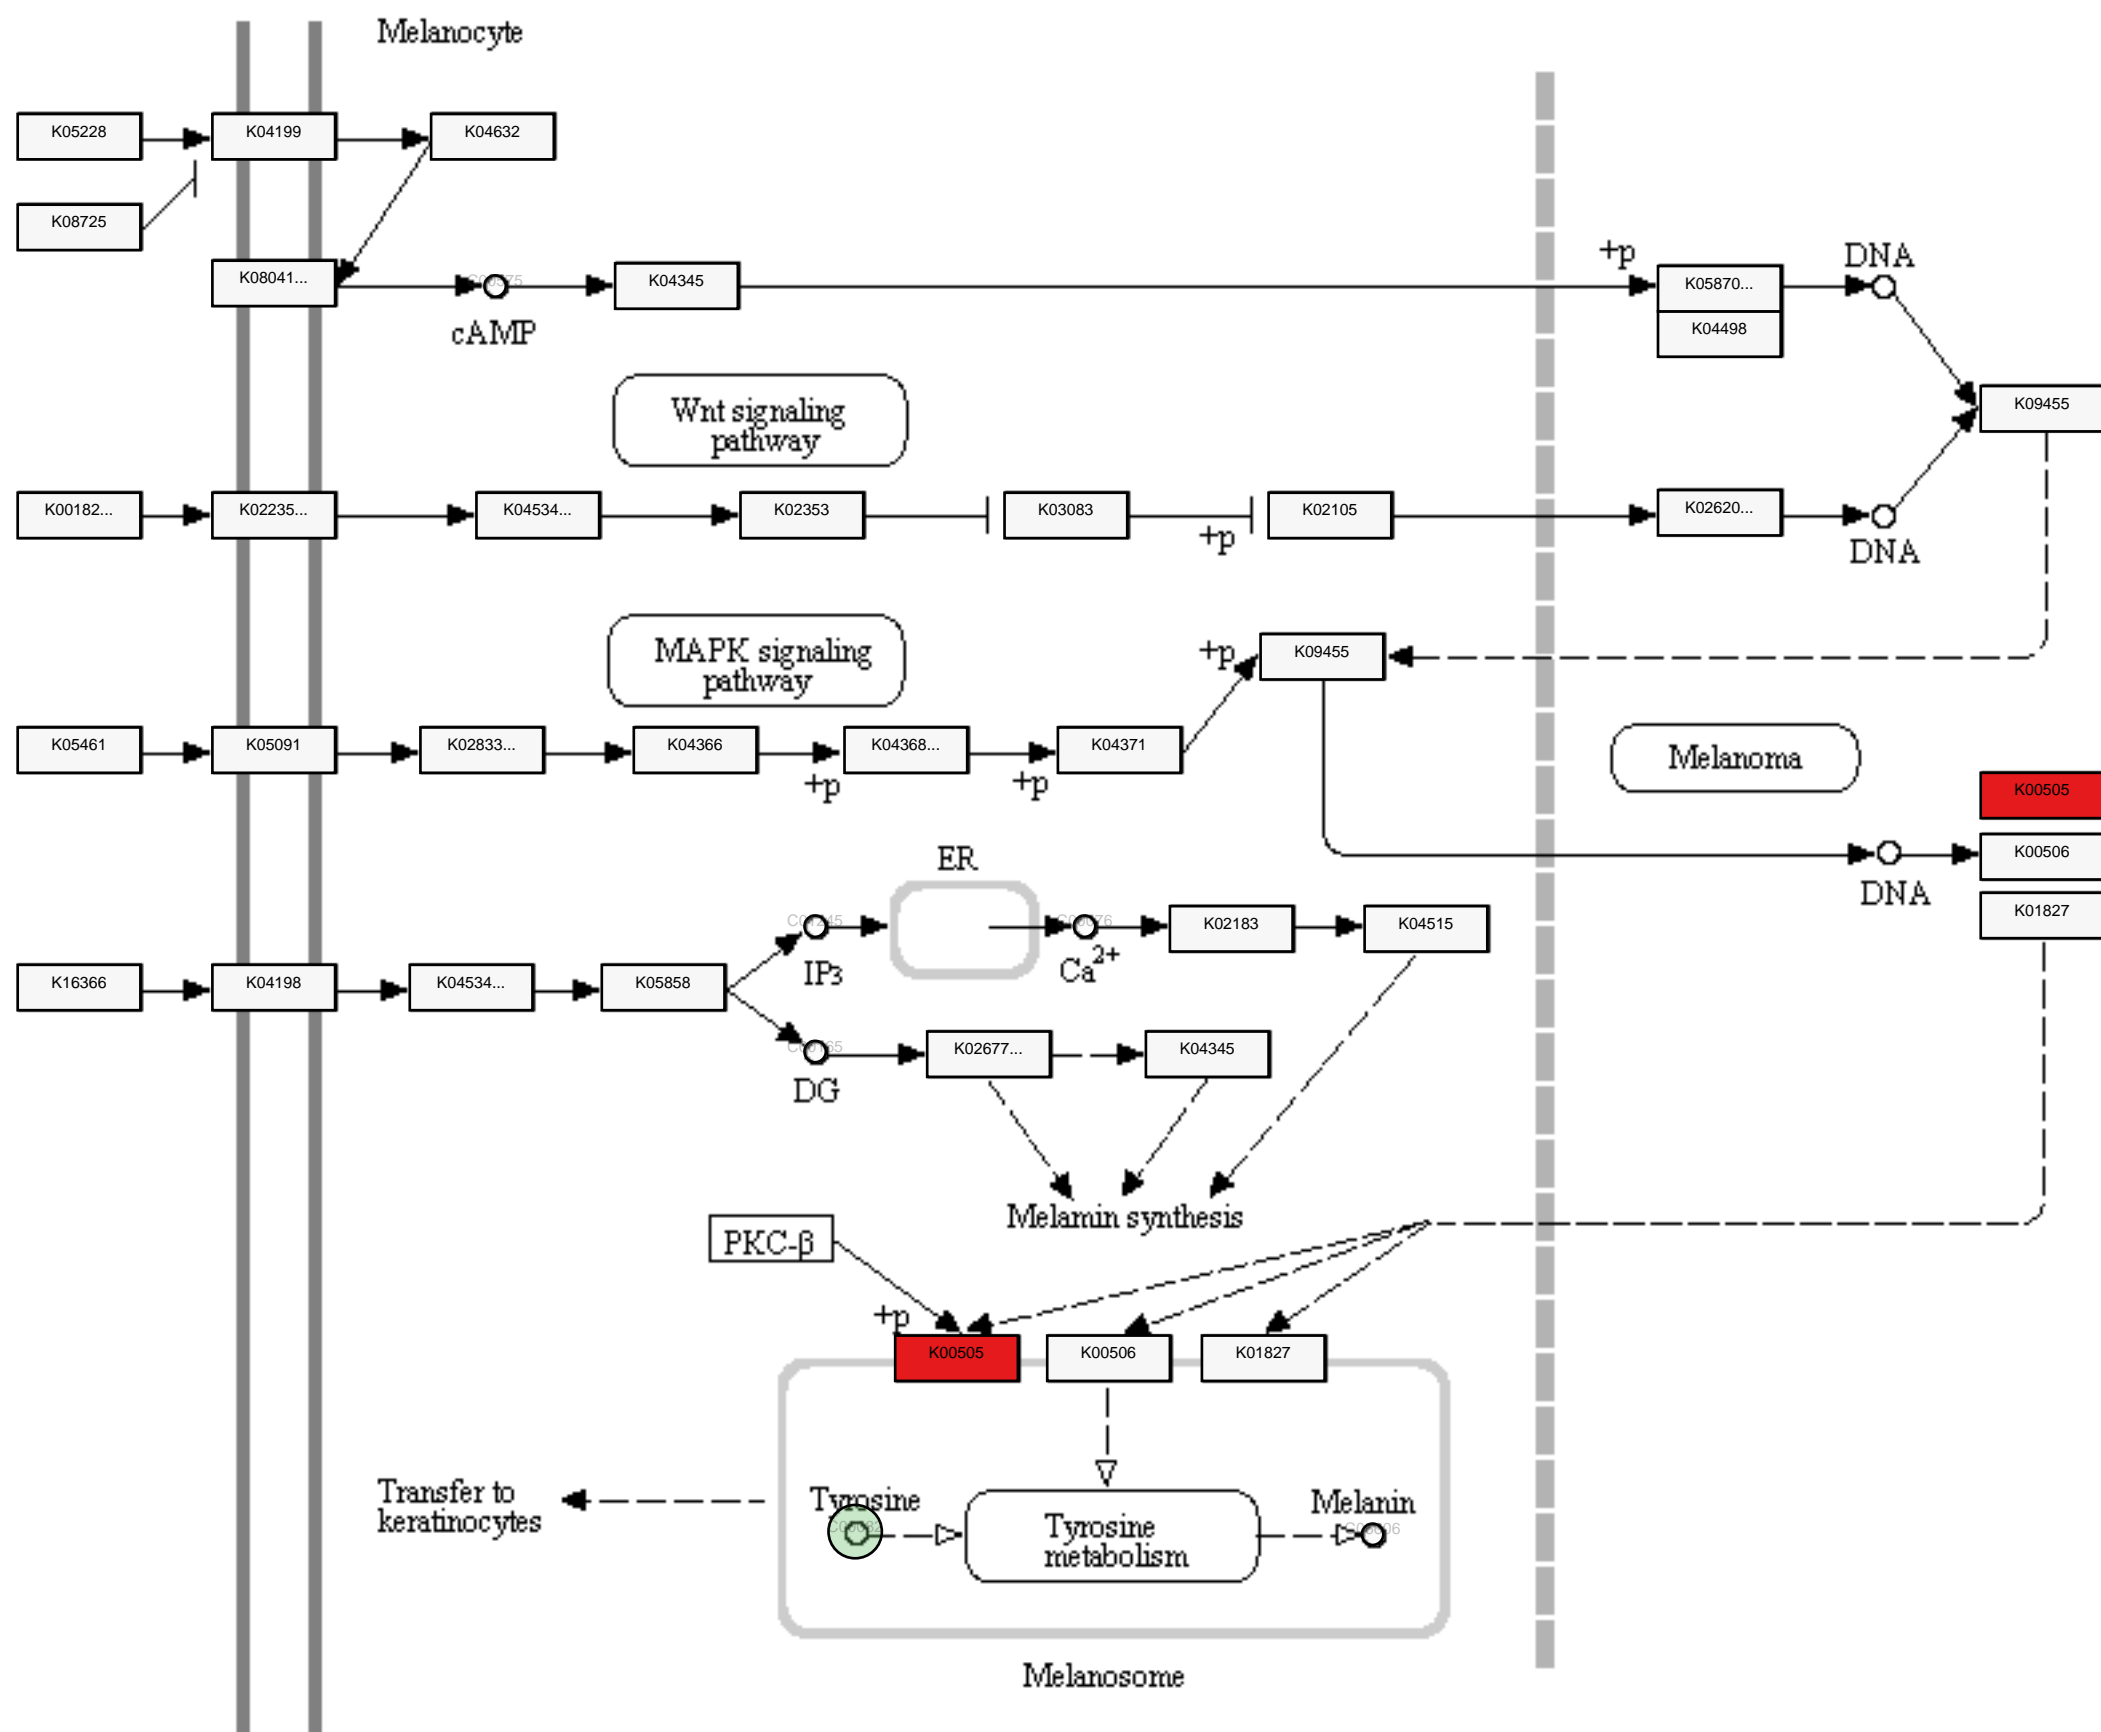 Melanocyte
K05228
K04199
K04632
K08725
K08041...
cAMP
K04345
+p
K05870...
K04498
DNA
K09455
Wnt signaling
pathway
K00182...
K02235...
K04534...
K02353
K03083
+p
K02105
K02620...
DNA
MAPK signaling
pathway
+p
K09455
K05461
K05091
K02833...
K04366
+p
K04368...
+p
K04371
Melanoma
K00505
K00506
K01827
DNA
ER
IP3
Ca2+
K02183
K04515
K16366
K04198
K04534...
K05858
DG
K02677...
K04345
Melamin synthesis
PKC-β
+p
K00505
K00506
K01827
Transfer to
keratinocytes
Tyrosine
Tyrosine
metabolism
Melanin
Melanosome